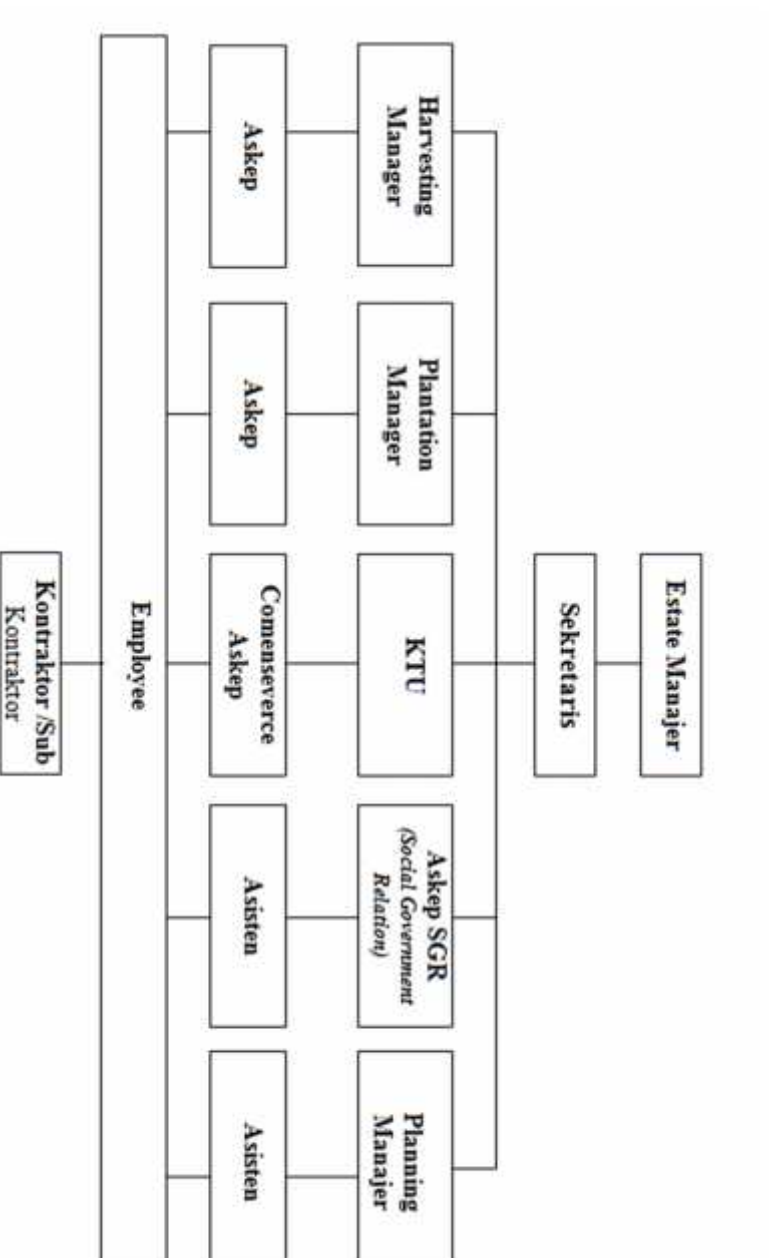 Estate Manajer
Sekretaris
Harvesting
Manager
Plantation
Manager
KTU
Askep SGR
(Social Government
Relation)
Planning
Manajer
Askep
Askep
Comenseverce
Askep
Asisten
Asisten
Employee
Kontraktor /Sub
Kontraktor